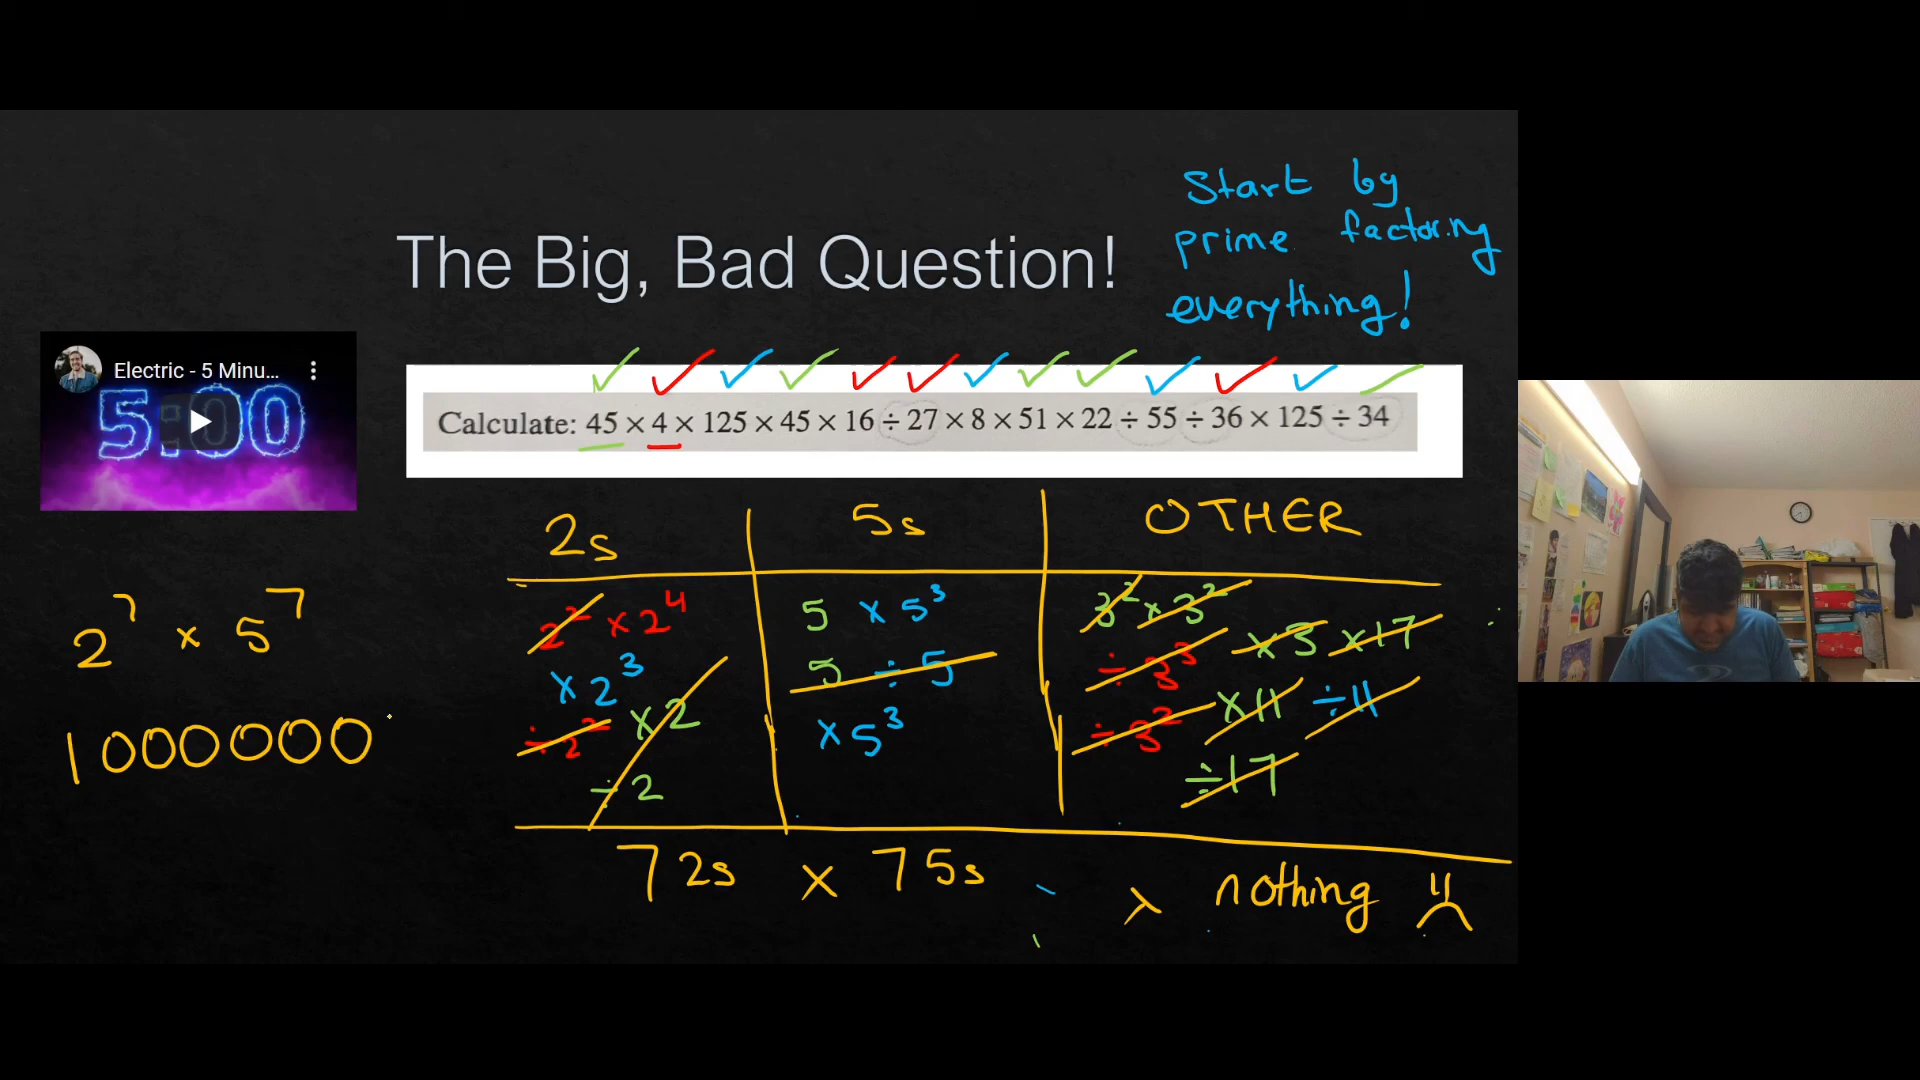 Start by
prime factoring
everything!
The Big, Bad Question!
Electric - 5 Minu...
5:00
Calculate: 45 × 4 × 125 × 45 × 16 ÷ 27 × 8 × 51 × 22 ÷ 55 ÷ 36 × 125 ÷ 34
2s 5s OTHER
2² × 2⁴ 5 × 5³ 3² × 3²
× 2³ 5 ÷ 5 ÷ 3³ × 3 × 17
÷ 2² × 2 × 5³ ÷ 3² × 11 ÷ 11
÷ 2 ÷ 17
7 2s × 7 5s × nothing
2⁷ × 5⁷
1000000